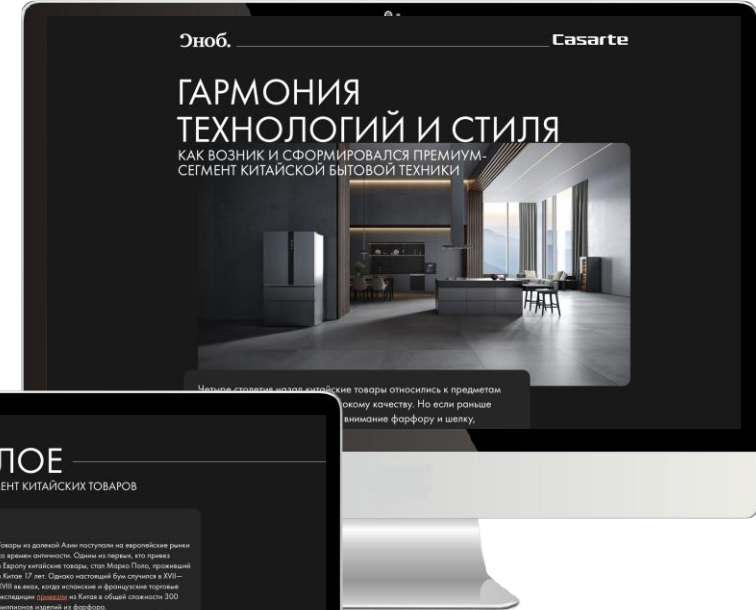 Сноб.
Casarte
ГАРМОНИЯ
ТЕХНОЛОГИЙ И СТИЛЯ
КАК ВОЗНИК И СФОРМИРОВАЛСЯ ПРЕМИУМ-
СЕГМЕНТ КИТАЙСКОЙ БЫТОВОЙ ТЕХНИКИ
Четыре столетия назад китайские товары относились к предметам
окому качеству. Но если раньше
внимание фарфору и шелку,
ЛОЕ
ЕНТ КИТАЙСКИХ ТОВАРОВ
Товары из далекой Азии поступали на европейские рынки
со времен античности. Одним из первых, кто привез
в Европу китайские товары, стал Марко Поло, проживший
в Китае 17 лет. Однако настоящий бум случился в XVII—
XVIII вв.еках, когда испанские и французские торговые
экспедиции привезли из Китая в общей сложности 300
миллионов изделий из фарфора.